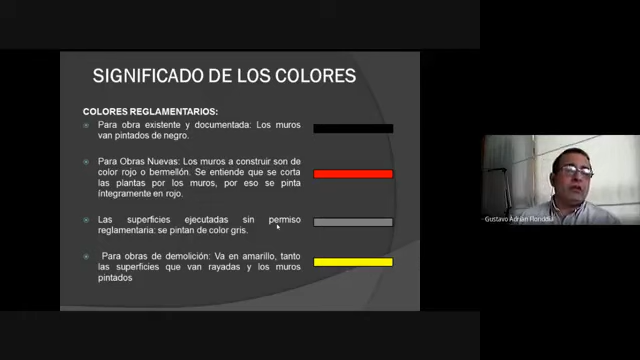 SIGNIFICADO DE LOS COLORES
COLORES REGLAMENTARIOS:
Para obra existente y documentada: Los muros
van pintados de negro.
Para Obras Nuevas: Los muros a construir son de
color rojo o bermellón. Se entiende que se corta
las plantas por los muros, por eso se pinta
íntegramente en rojo.
Las superficies ejecutadas sin permiso
reglamentaria: se pintan de color gris.
Para obras de demolición: Va en amarillo, tanto
las superficies que van rayadas y los muros
pintados
Gustavo Adrian